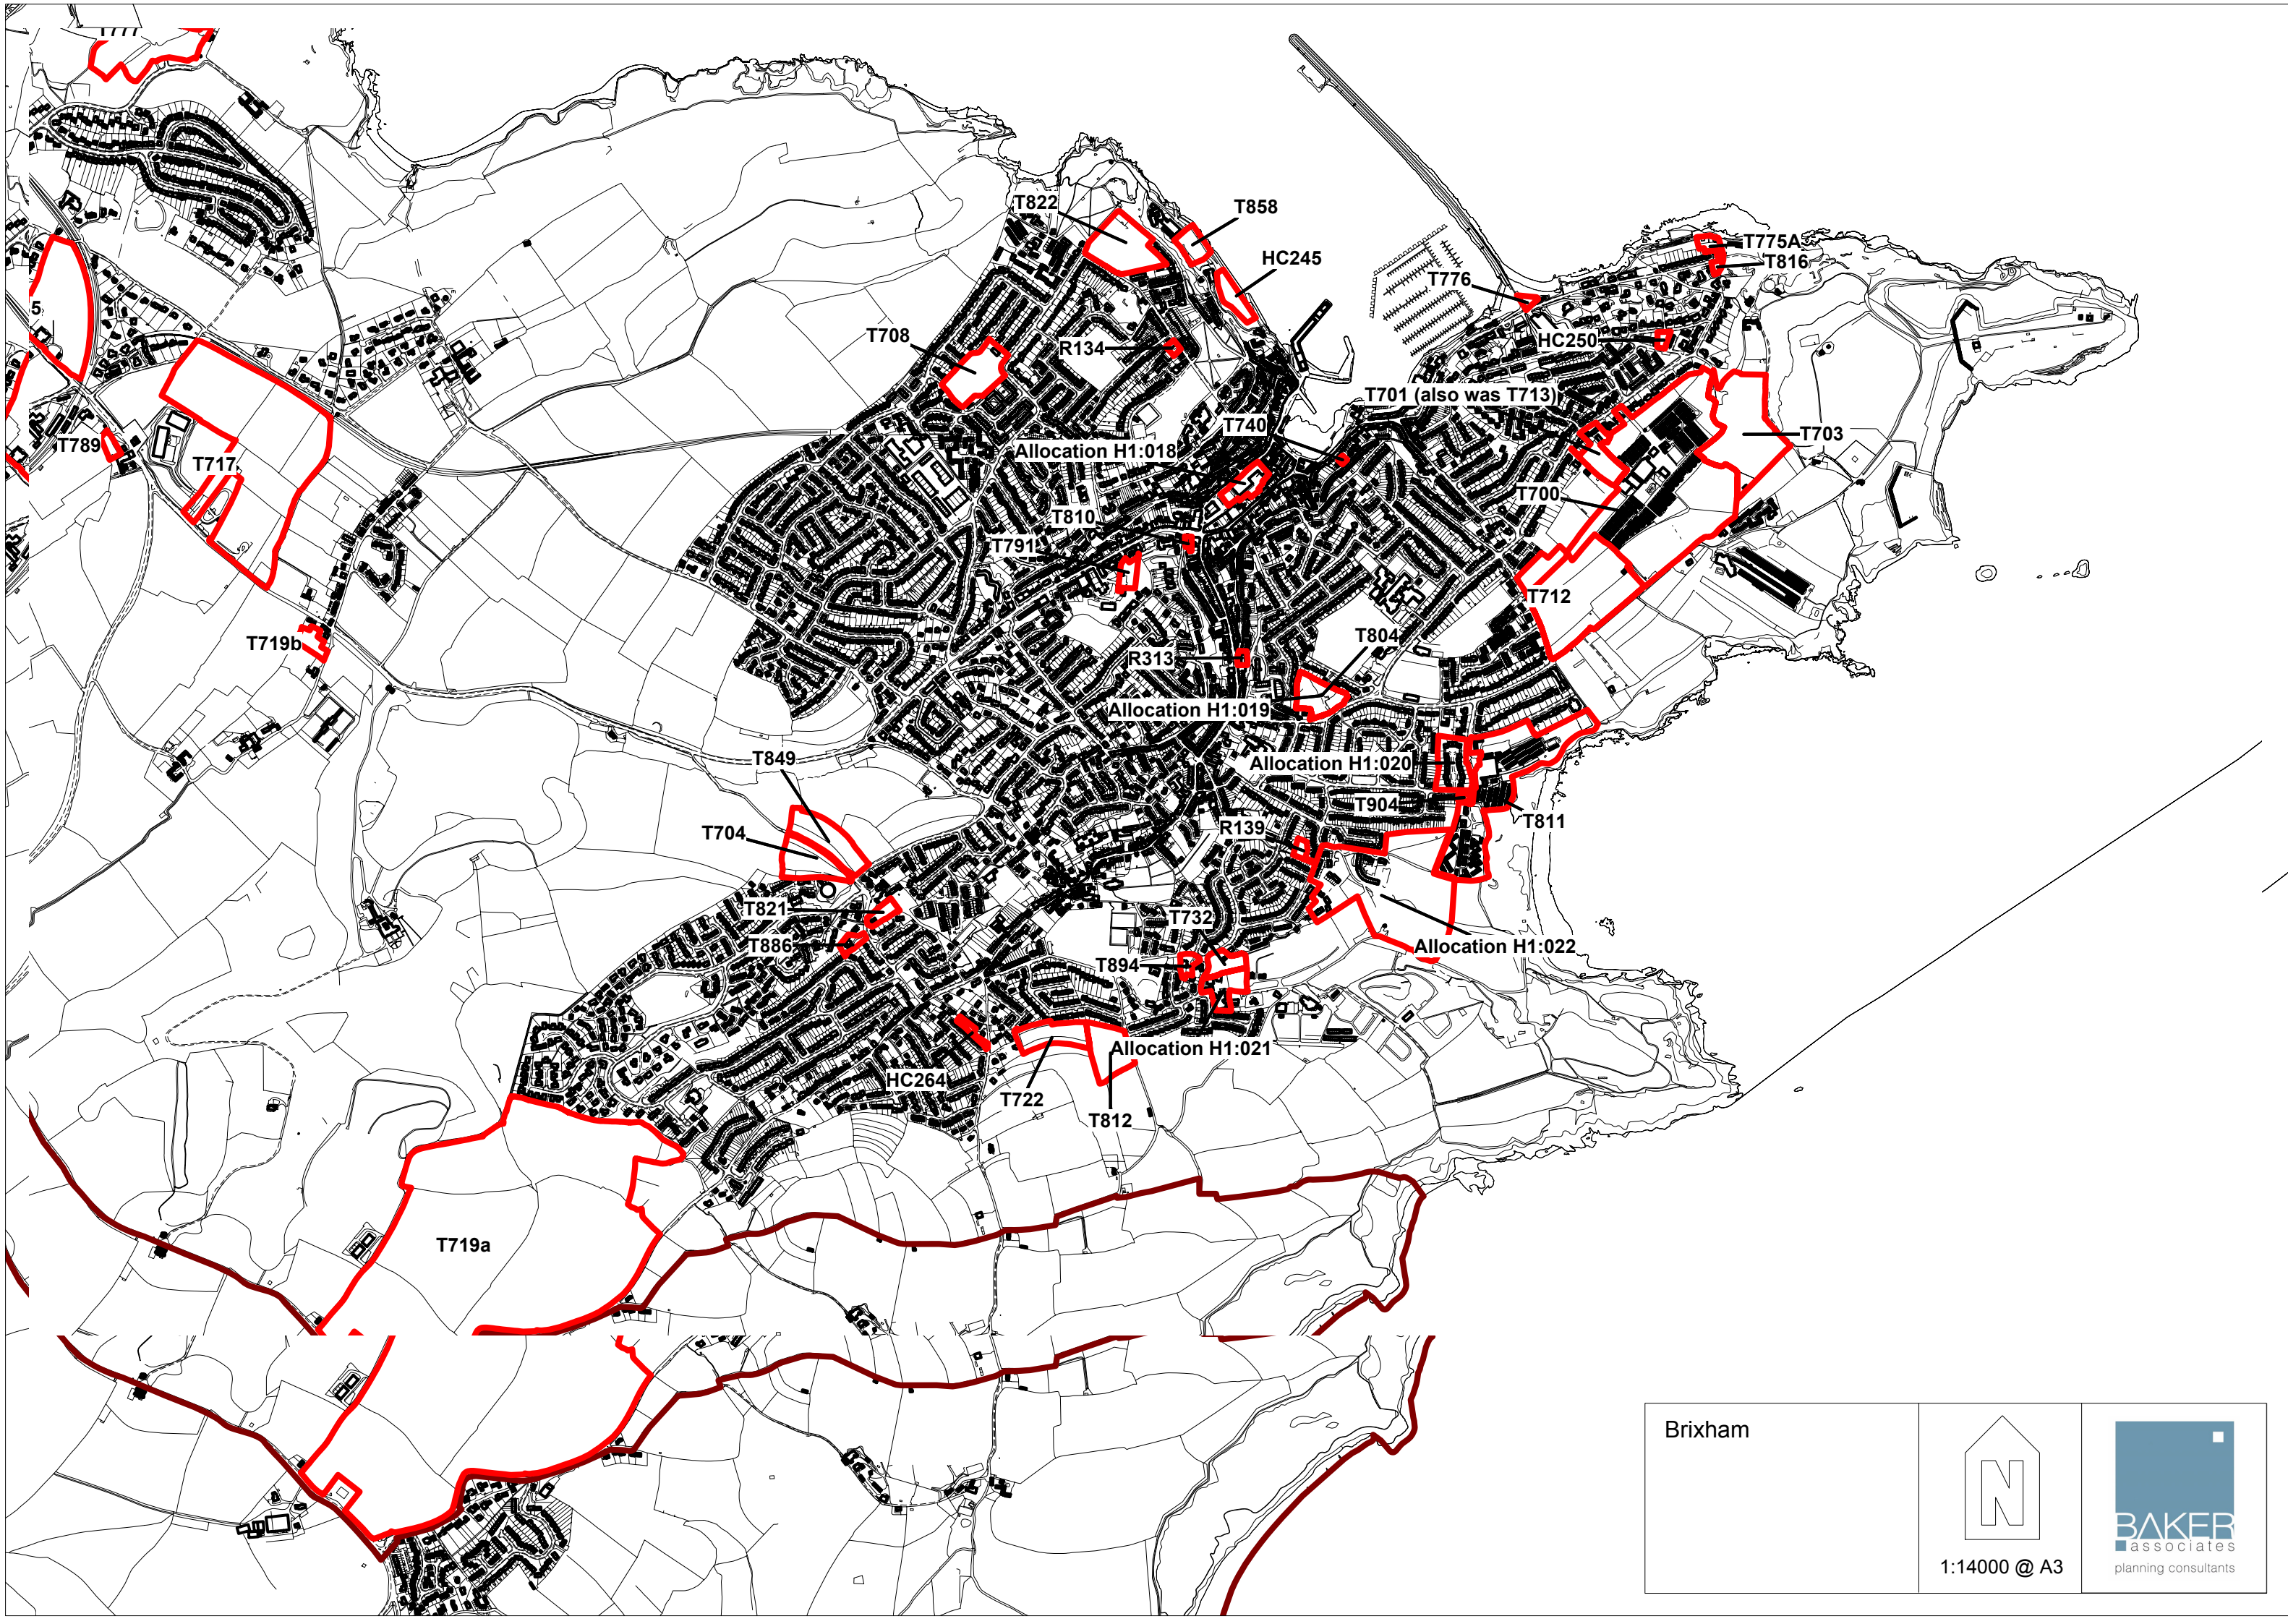 T777
T822
T858
HC245
T775A
T816
T776
5
T708
R134
HC250
T701 (also was T713)
T740
T703
T789
Allocation H1:018
T717
T700
T810
T791
T712
T719b
T804
R313
Allocation H1:019
T849
Allocation H1:020
T904
T704
R139
T811
T821
T732
T886
Allocation H1:022
T894
Allocation H1:021
HC264
T722
T812
T719a
Brixham
N
1:14000 @ A3
BAKER
associates
planning consultants